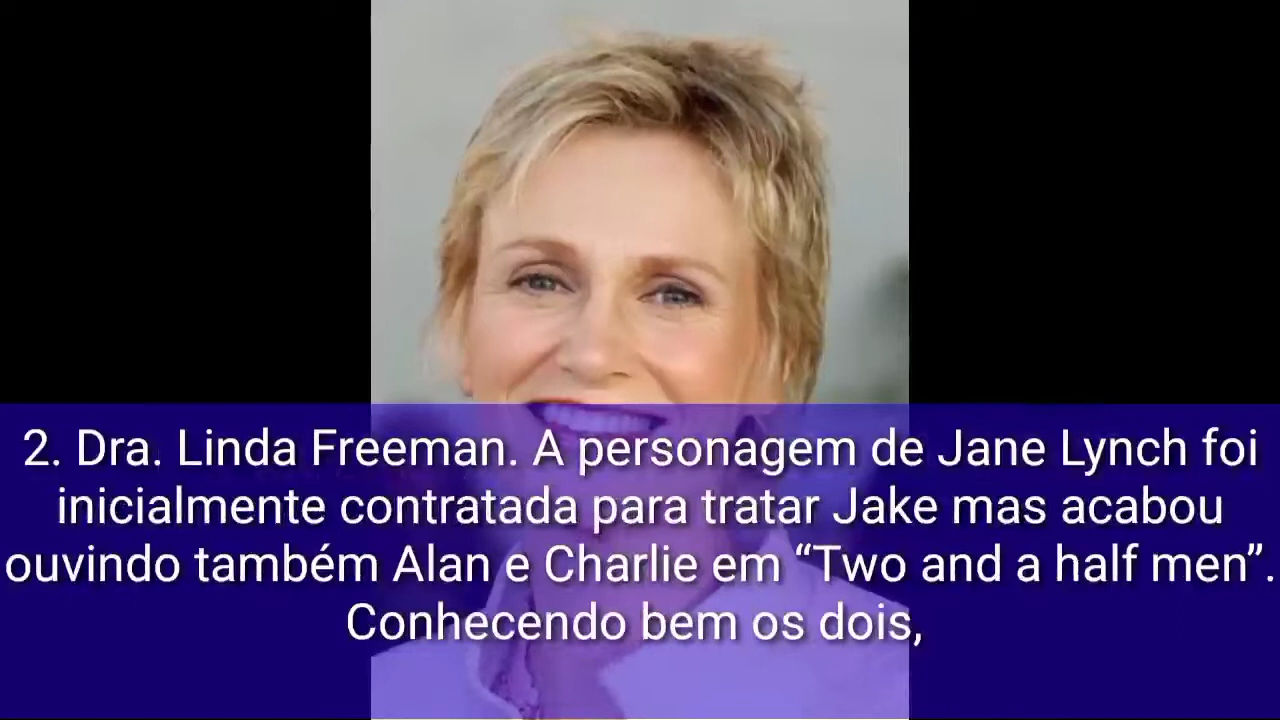 2. Dra. Linda Freeman. A personagem de Jane Lynch foi
inicialmente contratada para tratar Jake mas acabou
ouvindo também Alan e Charlie em “Two and a half men”.
Conhecendo bem os dois,